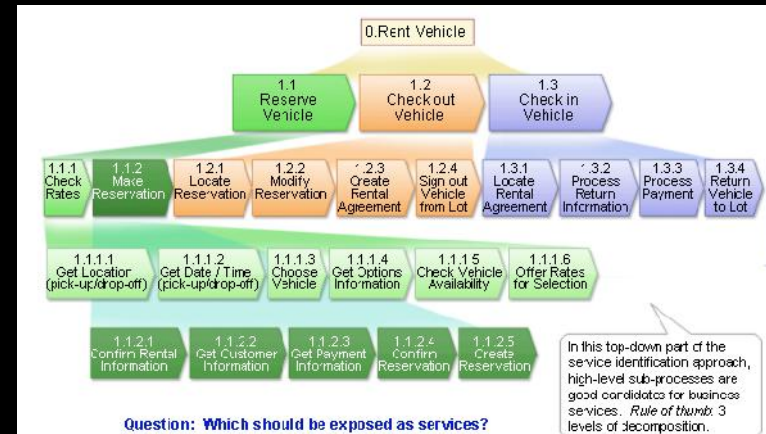 0.Rent Vehicle
1.1
Reserve
Vehicle
1.2
Check out
Vehicle
1.3
Check in
Vehicle
1.1.1
Check
Rates
1.1.2
Make
Reservation
1.2.1
Locate
Reservation
1.2.2
Modify
Reservation
1.2.3
Create
Rental
Agreement
1.2.4
Sign out
Vehicle
from Lot
1.3.1
Locate
Rental
Agreement
1.3.2
Process
Return
Information
1.3.3
Process
Payment
1.3.4
Return
Vehicle
to Lot
1.1.1.1
Get Location
(pick-up/drop-off)
1.1.1.2
Get Date / Time
(pick-up/drop-off)
1.1.1.3
Choose
Vehicle
1.1.1.4
Get Options
Information
1.1.1.5
Check Vehicle
Availability
1.1.1.6
Offer Rates
for Selection
1.1.2.1
Confirm Rental
Information
1.1.2.2
Get Customer
Information
1.1.2.3
Get Payment
Information
1.1.2.4
Confirm
Reservation
1.1.2.5
Create
Reservation
In this top-down part of the
service identification approach,
high-level sub-processes are
good candidates for business
services. Rule of thumb: 3
levels of decomposition.
Question: Which should be exposed as services?